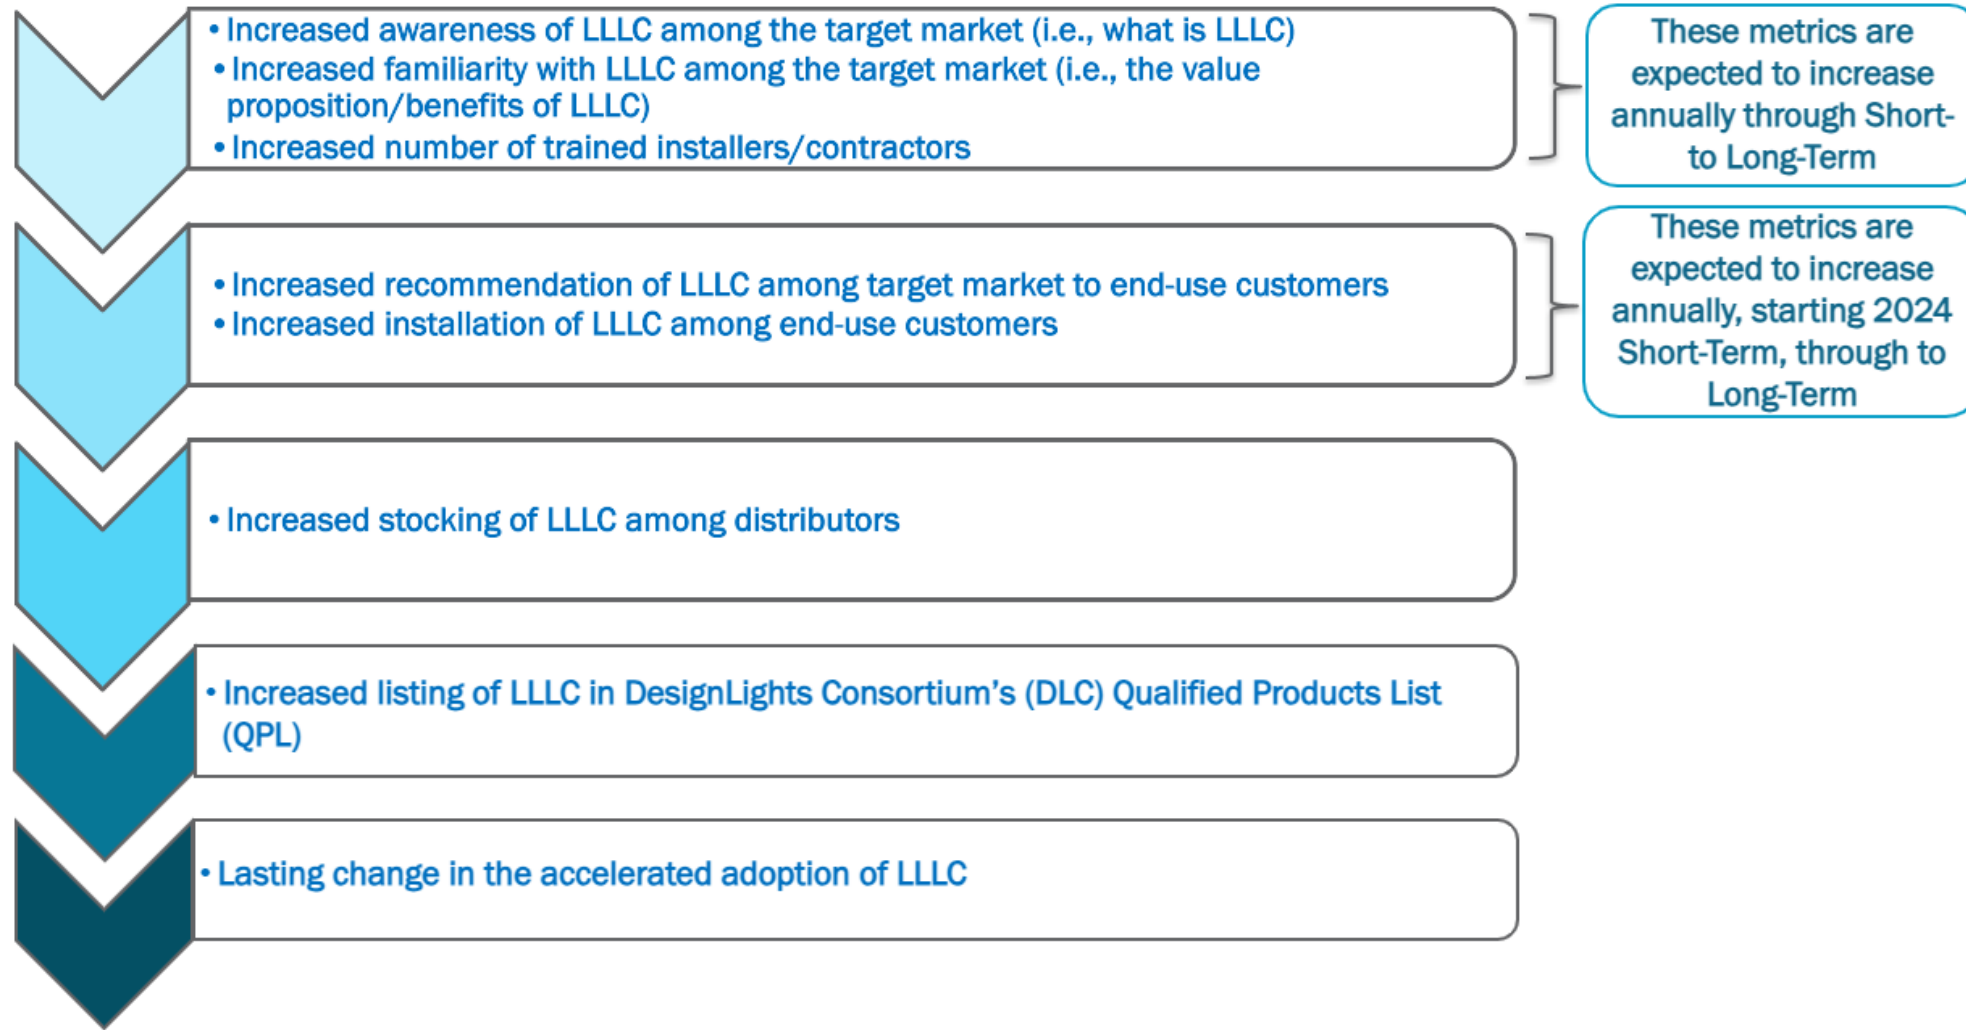 • Increased awareness of LLLC among the target market (i.e., what is LLLC)
• Increased familiarity with LLLC among the target market (i.e., the value
proposition/benefits of LLLC)
• Increased number of trained installers/contractors
These metrics are
expected to increase
annually through Short-
to Long-Term
• Increased recommendation of LLLC among target market to end-use customers
• Increased installation of LLLC among end-use customers
These metrics are
expected to increase
annually, starting 2024
Short-Term, through to
Long-Term
• Increased stocking of LLLC among distributors
• Increased listing of LLLC in DesignLights Consortium's (DLC) Qualified Products List
(QPL)
• Lasting change in the accelerated adoption of LLLC